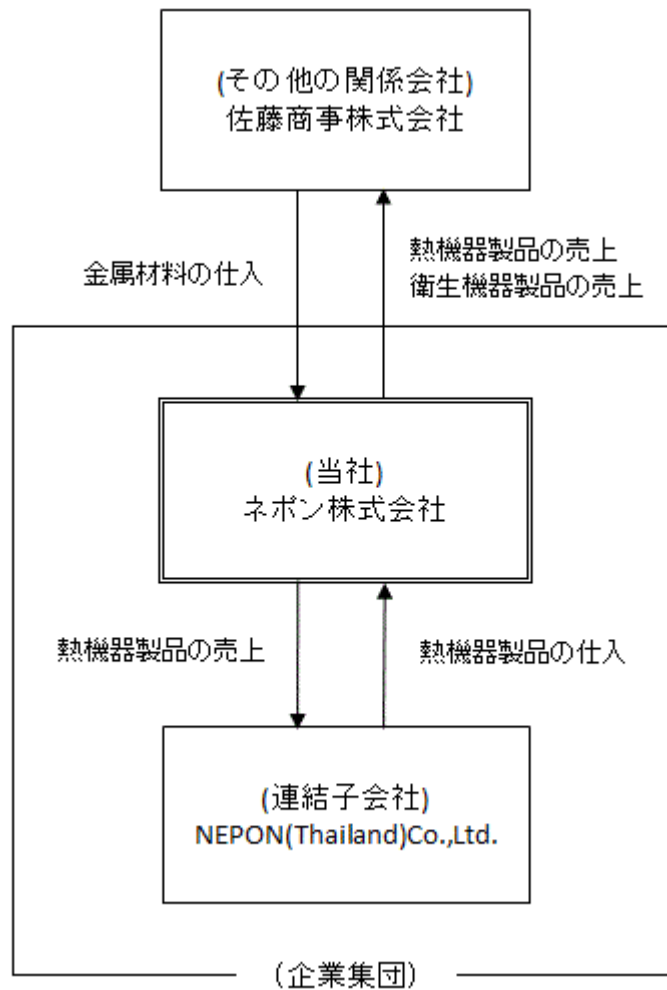 (その他の関係会社)
佐藤商事株式会社
金属材料の仕入
熱機器製品の売上
衛生機器製品の売上
(当社)
ネポン株式会社
熱機器製品の売上
熱機器製品の仕入
(連結子会社)
NEPON(Thailand)Co.,Ltd.
(企業集団)